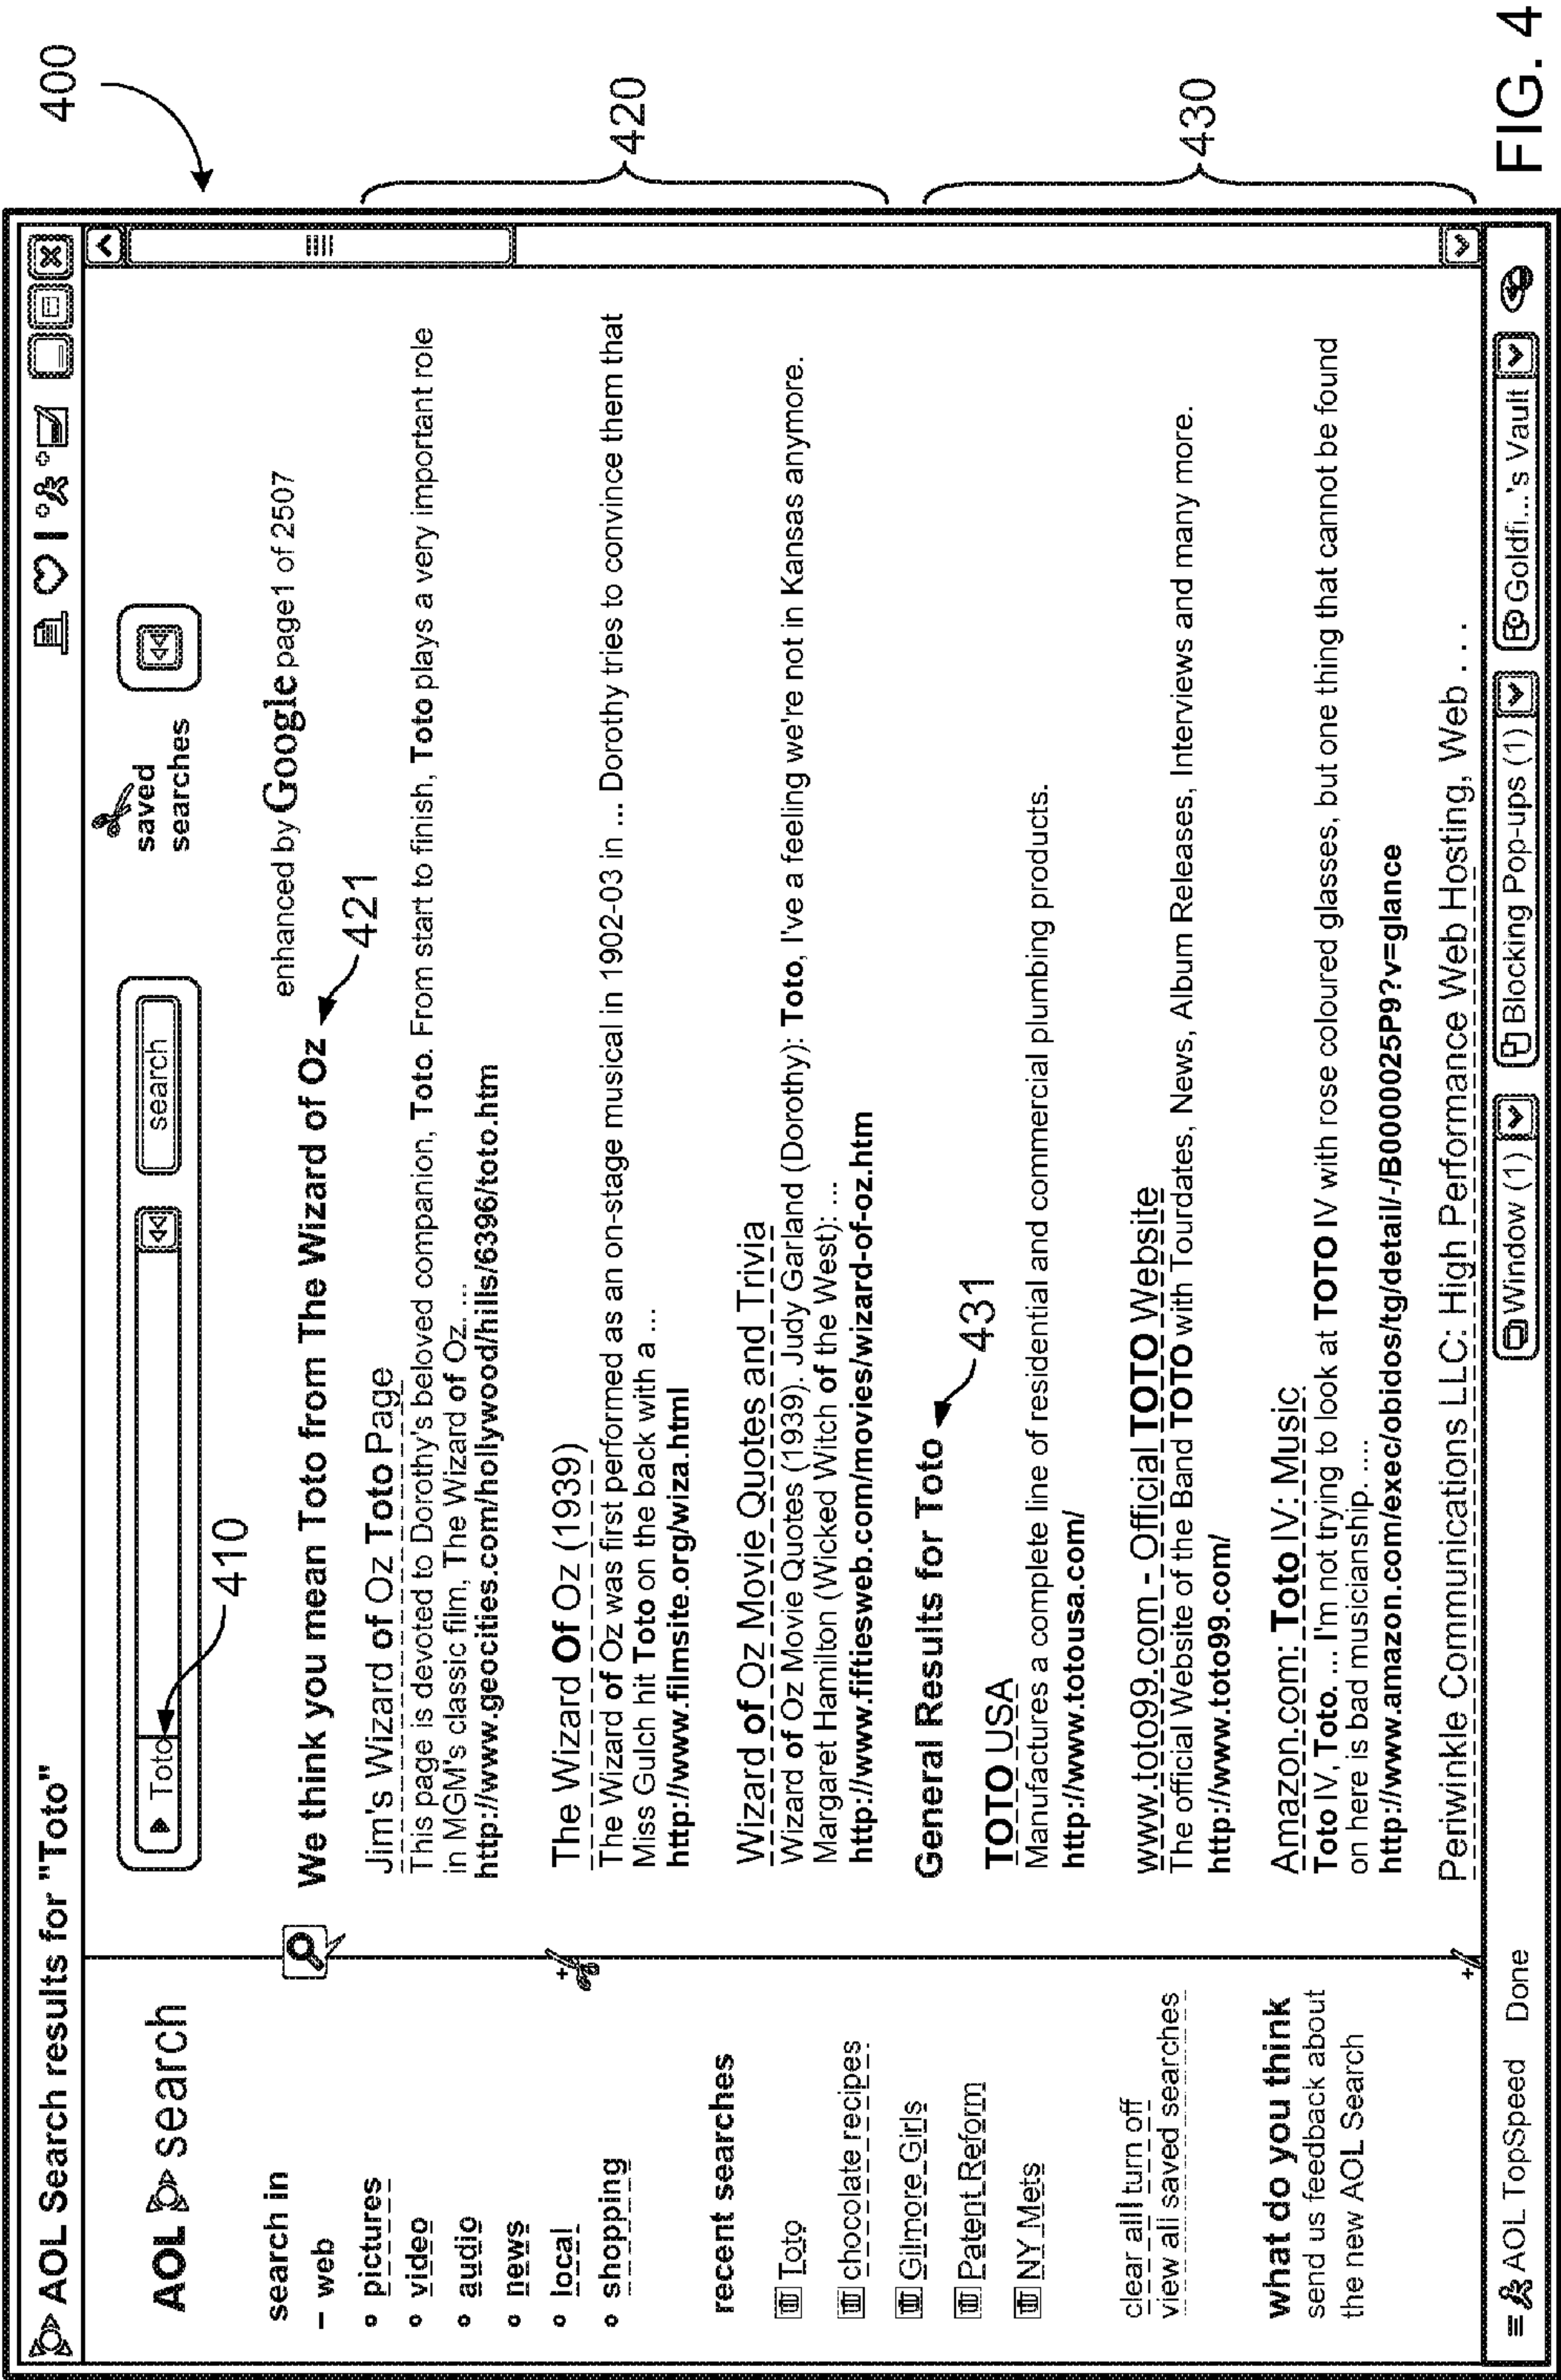 400
AOL Search results for "Toto"
AOL search
Toto
search
saved
searches
410
search in
– web
pictures
video
audio
news
local
shopping
recent searches
Toto
chocolate recipes
Gilmore Girls
Patent Reform
NY Mets
clear all turn off
view all saved searches
what do you think
send us feedback about
the new AOL Search
enhanced by Google page1 of 2507
We think you mean Toto from The Wizard of Oz
421
Jim's Wizard of Oz Toto Page
This page is devoted to Dorothy's beloved companion, Toto. From start to finish, Toto plays a very important role
in MGM's classic film, The Wizard of Oz. ...
http://www.geocities.com/hollywood/hills/6396/toto.htm
The Wizard Of Oz (1939)
The Wizard of Oz was first performed as an on-stage musical in 1902-03 in ... Dorothy tries to convince them that
Miss Gulch hit Toto on the back with a ...
http://www.filmsite.org/wiza.html
Wizard of Oz Movie Quotes and Trivia
Wizard of Oz Movie Quotes (1939). Judy Garland (Dorothy): Toto, I've a feeling we're not in Kansas anymore.
Margaret Hamilton (Wicked Witch of the West): ...
http://www.fiftiesweb.com/movies/wizard-of-oz.htm
420
General Results for Toto
431
TOTO USA
Manufactures a complete line of residential and commercial plumbing products.
http://www.totousa.com/
www.toto99.com - Official TOTO Website
The official Website of the Band TOTO with Tourdates, News, Album Releases, Interviews and many more.
http://www.toto99.com/
Amazon.com: Toto IV: Music
Toto IV, Toto. ... I'm not trying to look at TOTO IV with rose coloured glasses, but one thing that cannot be found
on here is bad musicianship. ...
http://www.amazon.com/exec/obidos/tg/detail/-/B0000025P9?v=glance
Periwinkle Communications LLC: High Performance Web Hosting, Web . . .
430
AOL TopSpeed Done
Window (1)
Blocking Pop-ups (1)
Goldfi...'s Vault
FIG. 4